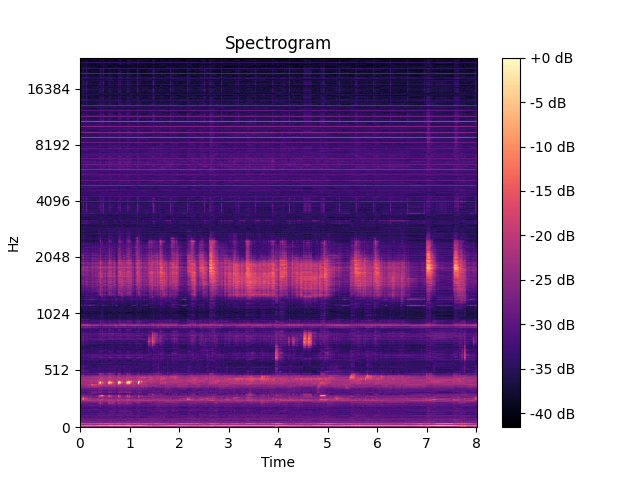 Spectrogram
+0 dB
16384
-5 dB
8192
-10 dB
4096
-15 dB
Hz
-20 dB
2048
-25 dB
1024
-30 dB
512
-35 dB
0
-40 dB
0 1 2 3 4 5 6 7 8
Time